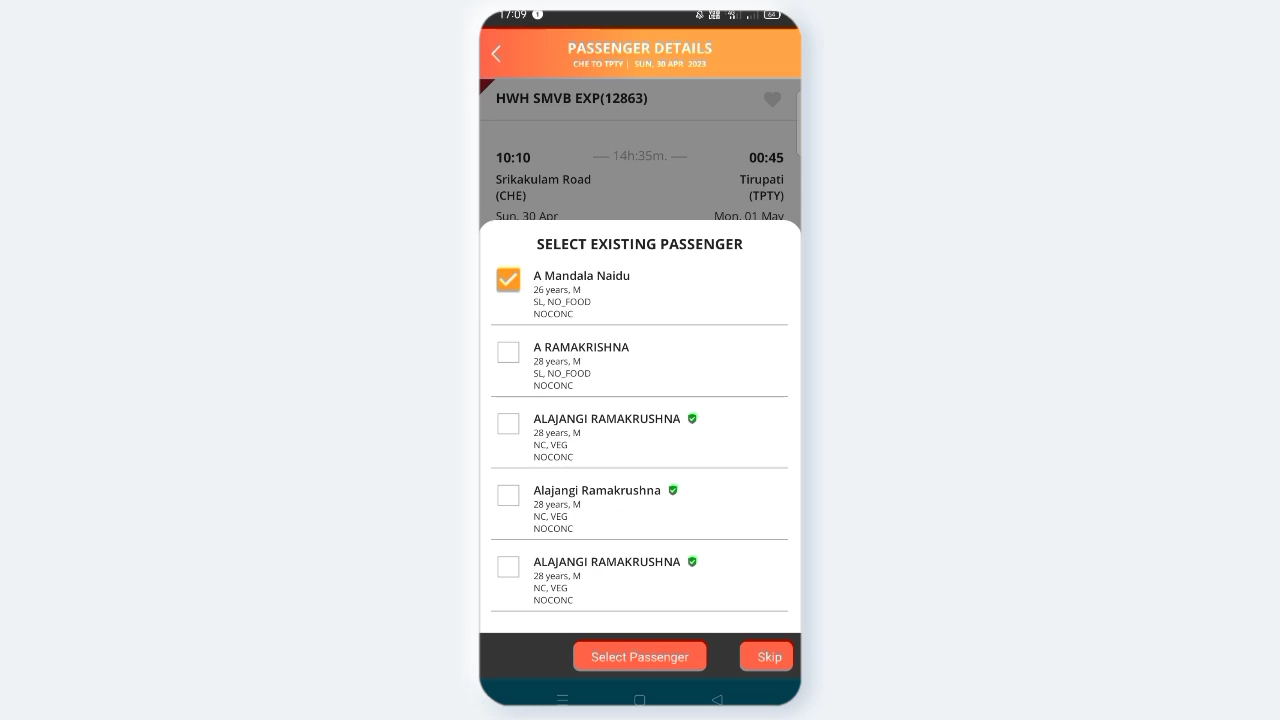 17:09
64
PASSENGER DETAILS
CHE TO TPTY | SUN, 30 APR 2023
HWH SMVB EXP(12863)
10:10 — 14h:35m. — 00:45
Srikakulam Road Tirupati
(CHE) (TPTY)
Sun, 30 Apr Mon, 01 May
SELECT EXISTING PASSENGER
A Mandala Naidu
26 years, M
SL, NO_FOOD
NOCONC
A RAMAKRISHNA
28 years, M
SL, NO_FOOD
NOCONC
ALAJANGI RAMAKRUSHNA
28 years, M
NC, VEG
NOCONC
Alajangi Ramakrushna
28 years, M
NC, VEG
NOCONC
ALAJANGI RAMAKRUSHNA
28 years, M
NC, VEG
NOCONC
Select Passenger Skip